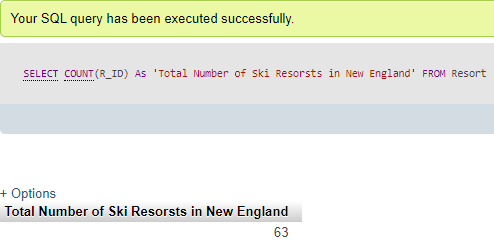 Your SQL query has been executed successfully.
SELECT COUNT(R_ID) As 'Total Number of Ski Resorsts in New England' FROM Resort
+ Options
Total Number of Ski Resorsts in New England
63